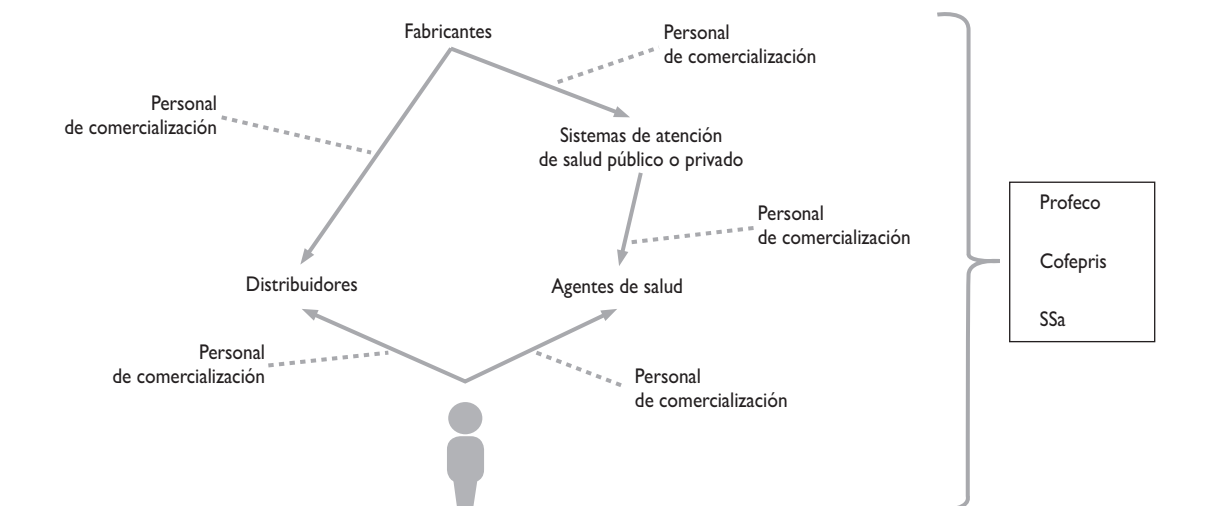 Fabricantes
Personal
de comercialización
Personal
de comercialización
Sistemas de atención
de salud público o privado
Personal
de comercialización
Distribuidores
Agentes de salud
Personal
de comercialización
Personal
de comercialización
Profeco
Cofepris
SSa